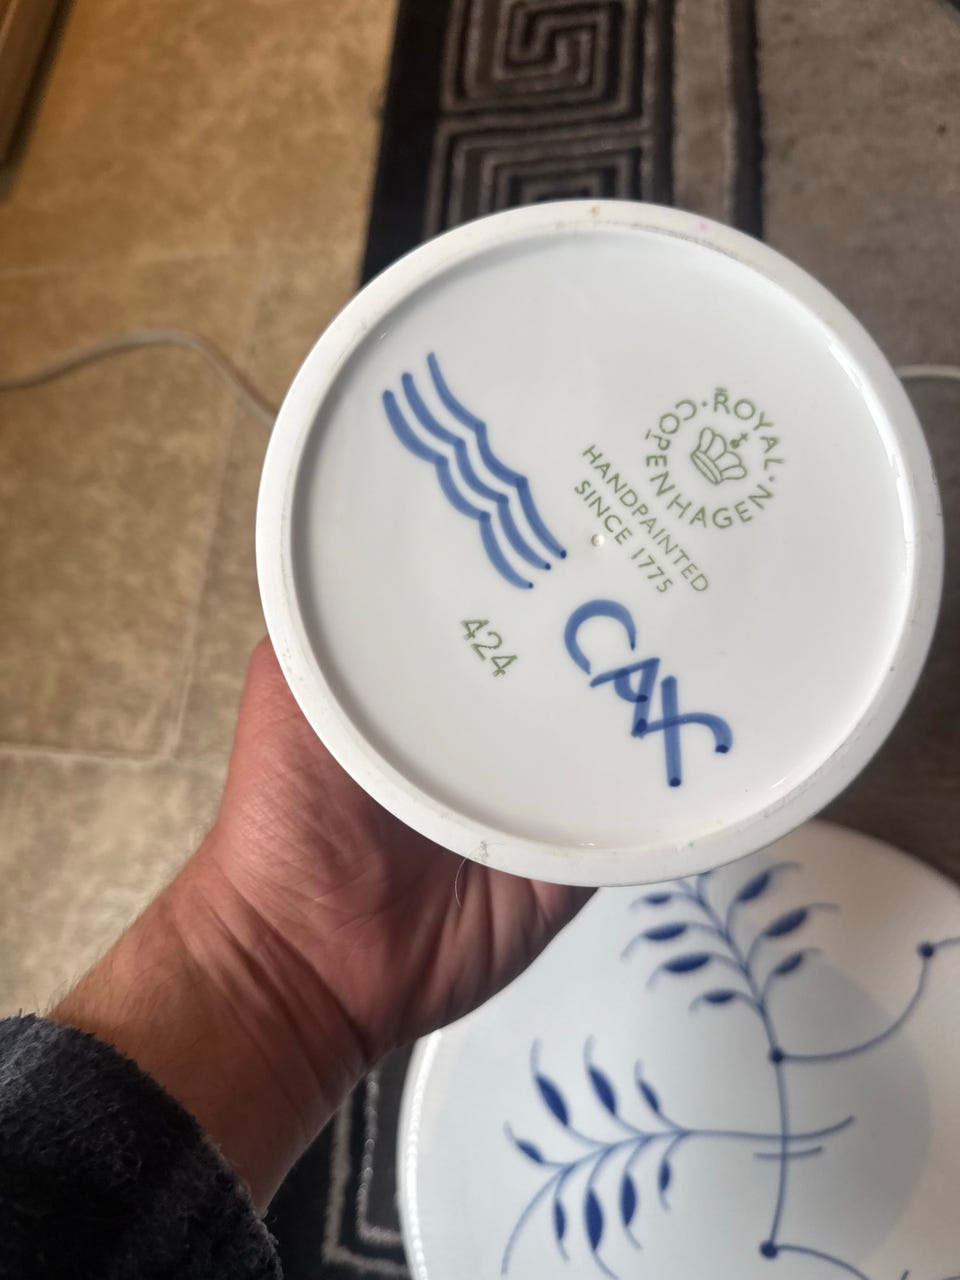 ROYAL · COPENHAGEN ·
HANDPAINTED
SINCE 1775
424